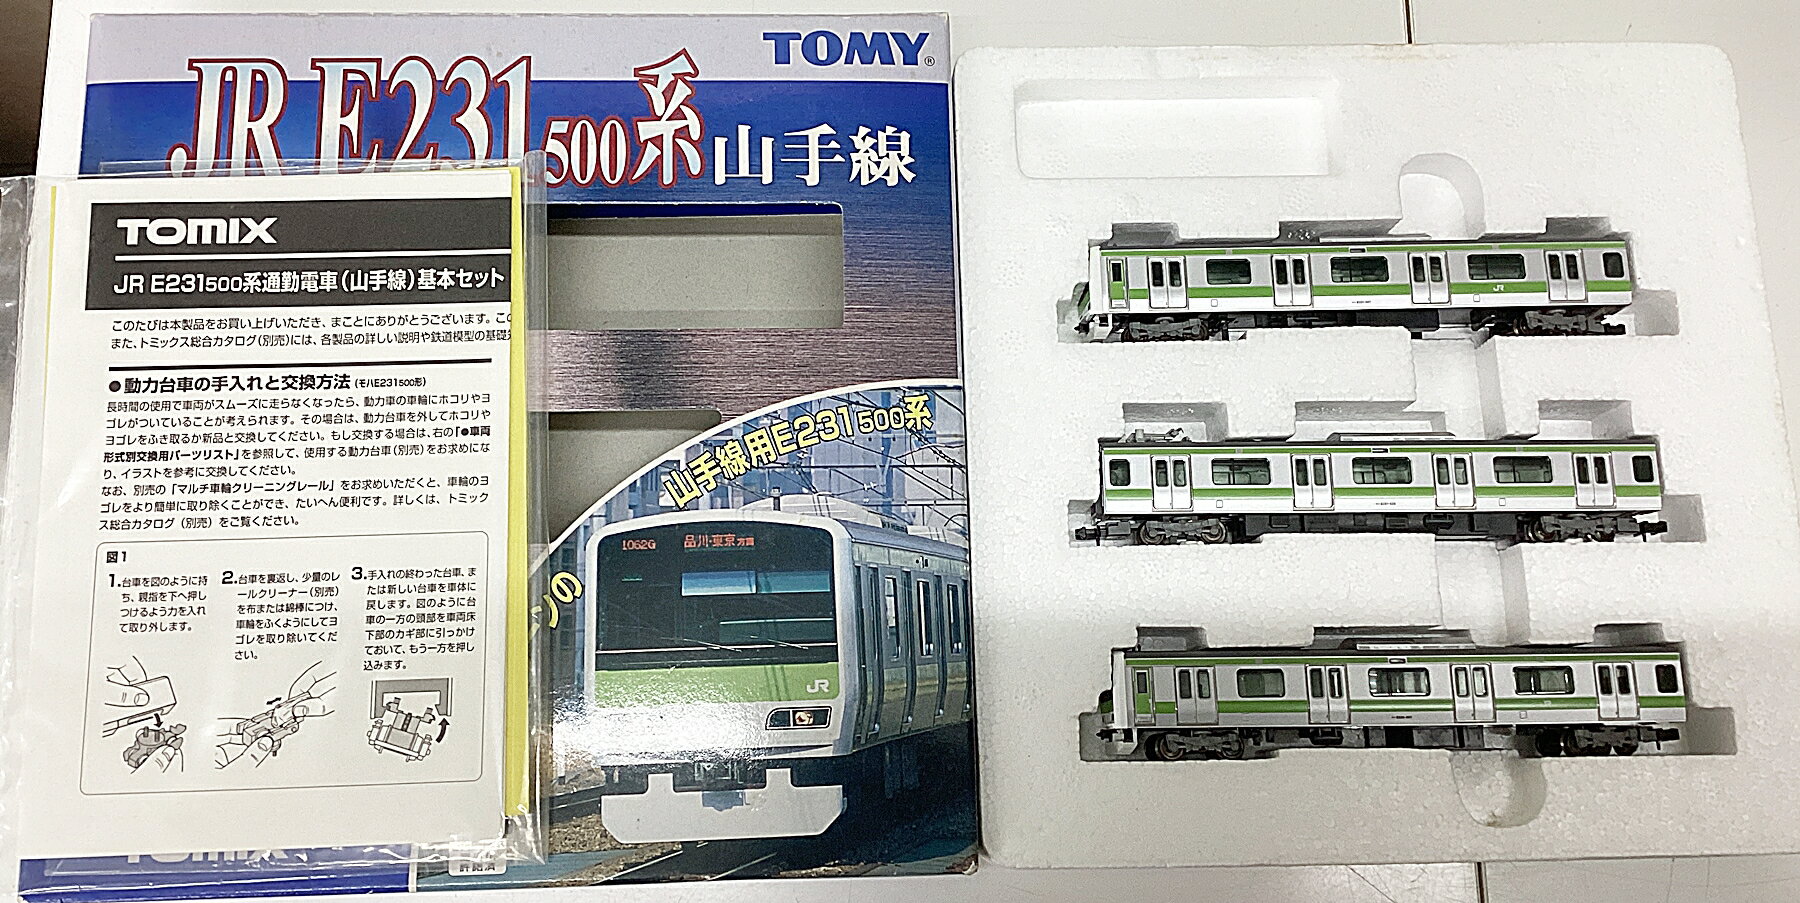 TOMY®
JR E231 500系 山手線
TOMIX
JR E231500系通勤電車(山手線)基本セット
このたびは本製品をお買い上げいただき、まことにありがとうございます。この
また、トミックス総合カタログ(別売)には、各製品の詳しい説明や鉄道模型の基礎
●動力台車の手入れと交換方法(モハE231500形)
長時間の使用で車両がスムーズに走らなくなったら、動力車の車輪にホコリやヨ
ゴレがついていることが考えられます。その場合は、動力台車を外してホコリや
ヨゴレをふき取るか新品と交換してください。もし交換する場合は、右の「●車両
形式別交換用パーツリスト」を参照して、使用する動力台車(別売)をお求めにな
り、イラストを参考に交換してください。
なお、別売の「マルチ車輪クリーニングレール」をお求めいただくと、車輪のヨ
ゴレをより簡単に取り除くことができ、たいへん便利です。詳しくは、トミック
ス総合カタログ(別売)をご覧ください。
図1
1.台車を図のように持
ち、親指を下へ押し
つけるよう力を入れ
て取り外します。
2.台車を裏返し、少量のレ
ールクリーナー(別売)
を布または綿棒につけ、
車輪をふくようにしてヨ
ゴレを取り除いてくだ
さい。
3.手入れの終わった台車、ま
たは新しい台車を車体に
戻します。図のように台
車の一方の頭部を車両床
下部のカギ部に引っかけ
ておいて、もう一方を押し
込みます。
山手線用E231500系
ンの
1062G 品川・東京方面
JR
TOMIX
許諾済
JR